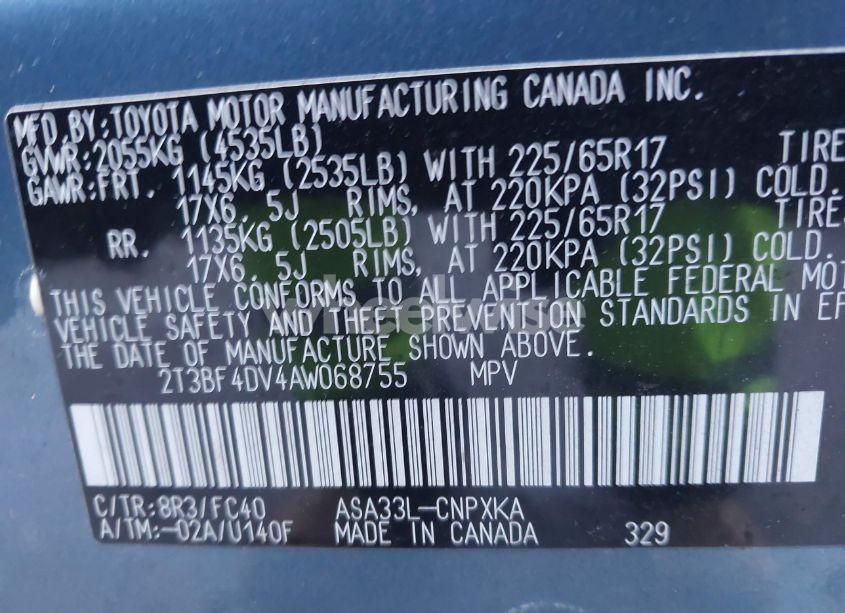 MFD.BY:TOYOTA MOTOR MANUFACTURING CANADA INC.
GVWR:2055KG (4535LB)
GAWR:FRT. 1145KG (2535LB) WITH 225/65R17 TIRE
17X6.5J RIMS, AT 220KPA (32PSI) COLD.
RR. 1135KG (2505LB) WITH 225/65R17 TIRES
17X6.5J RIMS, AT 220KPA (32PSI) COLD.
THIS VEHICLE CONFORMS TO ALL APPLICABLE FEDERAL MOT
VEHICLE SAFETY AND THEFT PREVENTION STANDARDS IN EF
THE DATE OF MANUFACTURE SHOWN ABOVE.
2T3BF4DV4AW068755 MPV
C/TR:8R3/FC40 ASA33L-CNPXKA
A/TM:-02A/U140F MADE IN CANADA 329